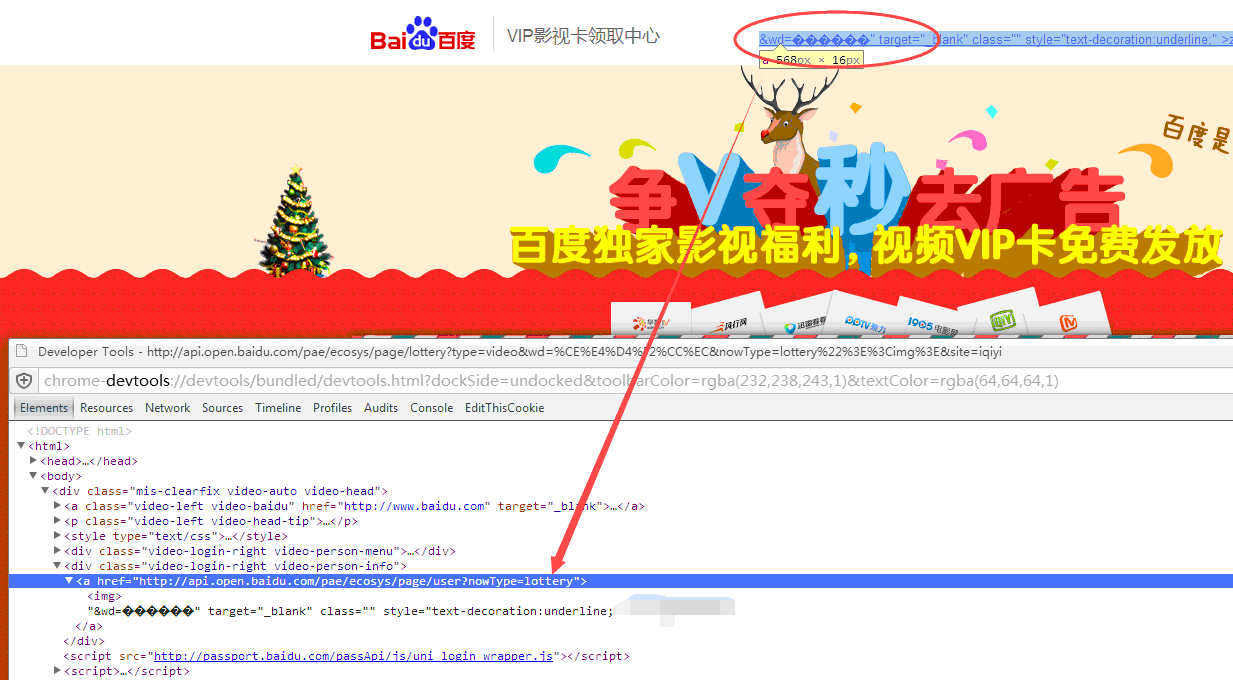 Bai du 百度 VIP影视卡领取中心
&wd=������" target="_blank" class="" style="text-decoration:underline;" >z
a 568px × 16px
百度是
争V夺秒去广告
百度独家影视福利，视频VIP卡免费发放
华数TV 风行网 迅雷看看 PPTV聚力 1905电影网 iQIYI
Developer Tools - http://api.open.baidu.com/pae/ecosys/page/lottery?type=video&wd=%CE%E4%D4%F2%CC%EC&nowType=lottery%22%3E%3Cimg%3E&site=iqiyi
chrome-devtools://devtools/bundled/devtools.html?dockSide=undocked&toolbarColor=rgba(232,238,243,1)&textColor=rgba(64,64,64,1)
Elements Resources Network Sources Timeline Profiles Audits Console EditThisCookie
<!DOCTYPE html>
<html>
<head>…</head>
<body>
<div class="mis-clearfix video-auto video-head">
<a class="video-left video-baidu" href="http://www.baidu.com" target="_blank">…</a>
<p class="video-left video-head-tip">…</p>
<style type="text/css">…</style>
<div class="video-login-right video-person-menu">…</div>
<div class="video-login-right video-person-info">
<a href="http://api.open.baidu.com/pae/ecosys/page/user?nowType=lottery">
<img>
"&wd=������" target="_blank" class="" style="text-decoration:underline;
</a>
</div>
<script src="http://passport.baidu.com/passApi/js/uni_login_wrapper.js"></script>
<script>…</script>